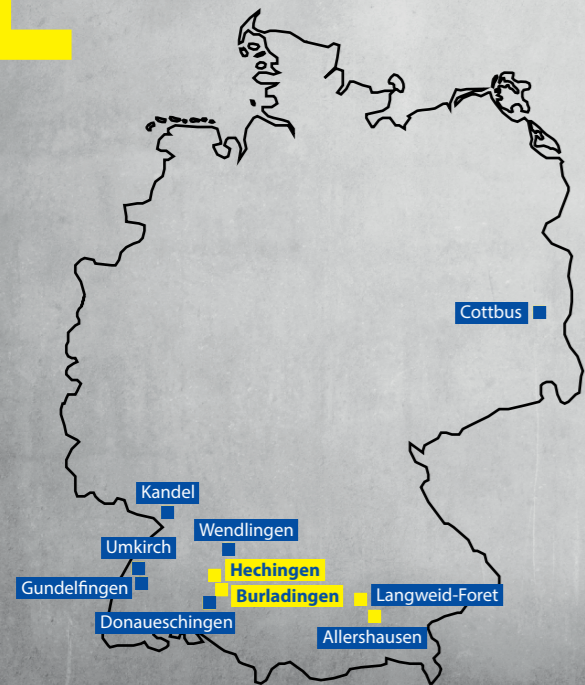 Cottbus
Kandel
Wendlingen
Umkirch
Hechingen
Gundelfingen
Burladingen
Langweid-Foret
Donaueschingen
Allershausen